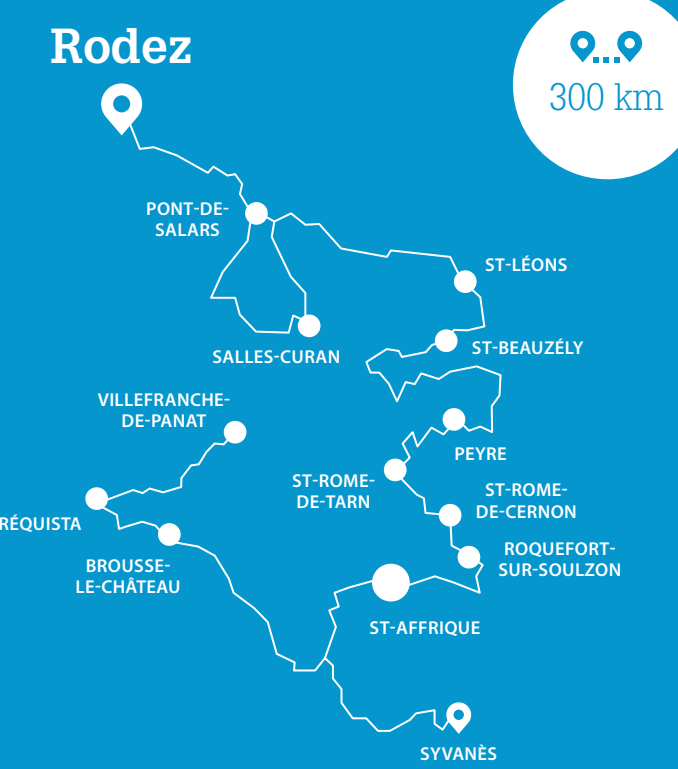 Rodez
300 km
PONT-DE-
SALARS
ST-LÉONS
SALLES-CURAN
ST-BEAUZÉLY
VILLEFRANCHE-
DE-PANAT
PEYRE
ST-ROME-
DE-TARN
ST-ROME-
DE-CERNON
RÉQUISTA
BROUSSE-
LE-CHÂTEAU
ROQUEFORT-
SUR-SOULZON
ST-AFFRIQUE
SYVANÈS